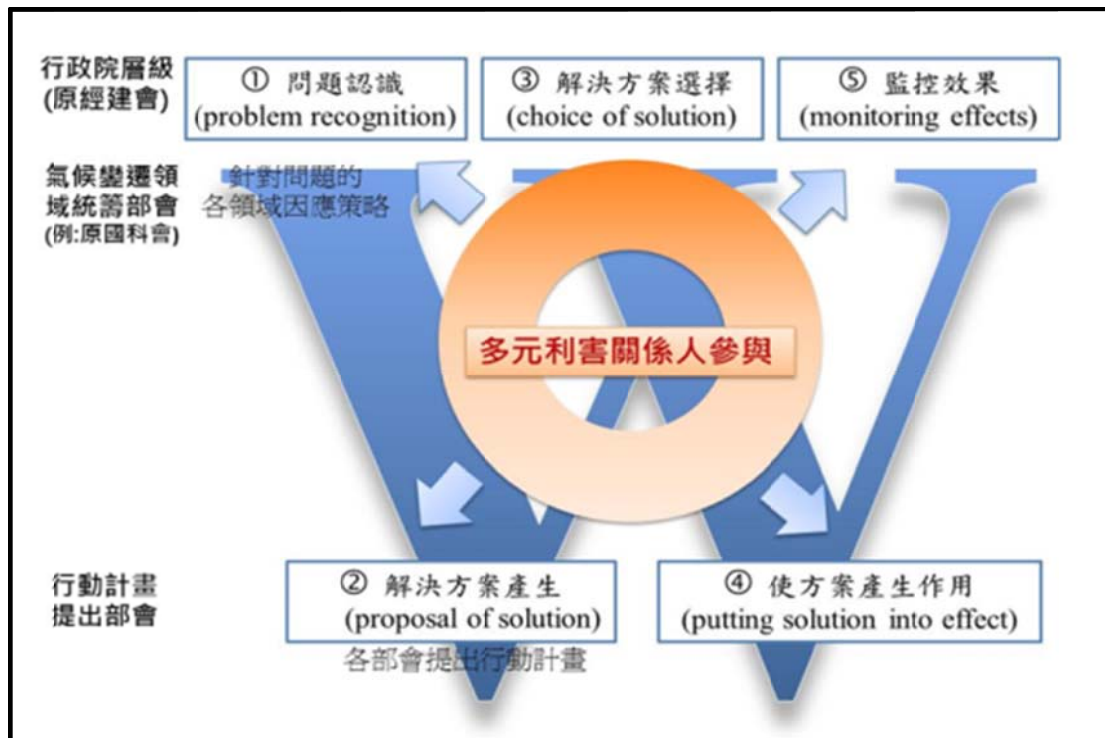 行政院層級
(原經建會)
① 問題認識
(problem recognition)
③ 解決方案選擇
(choice of solution)
⑤ 監控效果
(monitoring effects)
氣候變遷領
域統籌部會
(例:原國科會)
針對問題的
各領域因應策略
多元利害關係人參與
行動計畫
提出部會
② 解決方案產生
(proposal of solution)
各部會提出行動計畫
④ 使方案產生作用
(putting solution into effect)